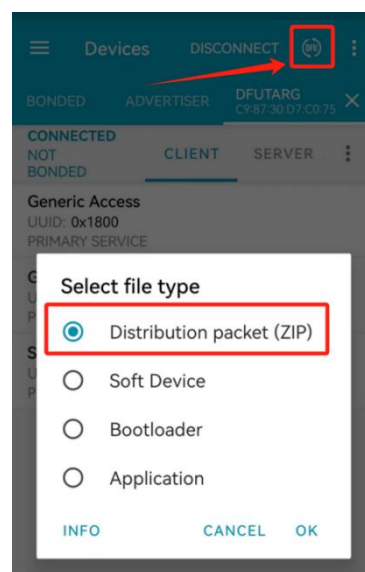 Devices DISCONNECT DFU
BONDED ADVERTISER DFUTARG
C9:87:30:D7:C0:75
CONNECTED
NOT
BONDED
CLIENT SERVER
Generic Access
UUID: 0x1800
PRIMARY SERVICE
G
U
P
S
U
P
Select file type
Distribution packet (ZIP)
Soft Device
Bootloader
Application
INFO CANCEL OK